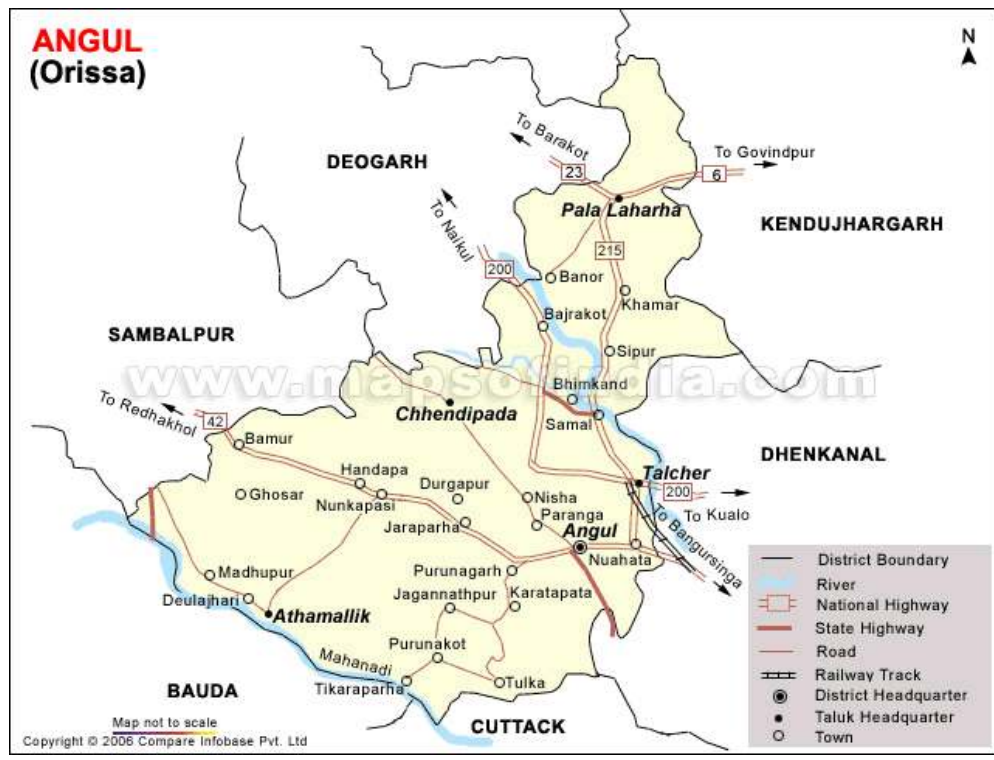 ANGUL
(Orissa)
N
To Barakot
23
To Govindpur
6
DEOGARH
To Naikul
Pala Laharha
KENDUJHARGARH
215
200
Banor
Khamar
Bajrakot
SAMBALPUR
Sipur
www.mapsofindia.com
Bhimkand
To Redhakhol
Chhendipada
Samal
42
Bamur
DHENKANAL
Handapa
Talcher
Durgapur
200
Ghosar
Nunkapasi
Nisha
To Kualo
Paranga
Jaraparha
Angul
To Bangursinga
Nuahata
Purunagarh
Madhupur
Jagannathpur
Karatapata
Deulajhari
Athamallik
Purunakot
Mahanadi
Tikaraparha
Tulka
BAUDA
CUTTACK
District Boundary
River
National Highway
State Highway
Road
Railway Track
District Headquarter
Taluk Headquarter
Town
Map not to scale
Copyright © 2006 Compare Infobase Pvt. Ltd